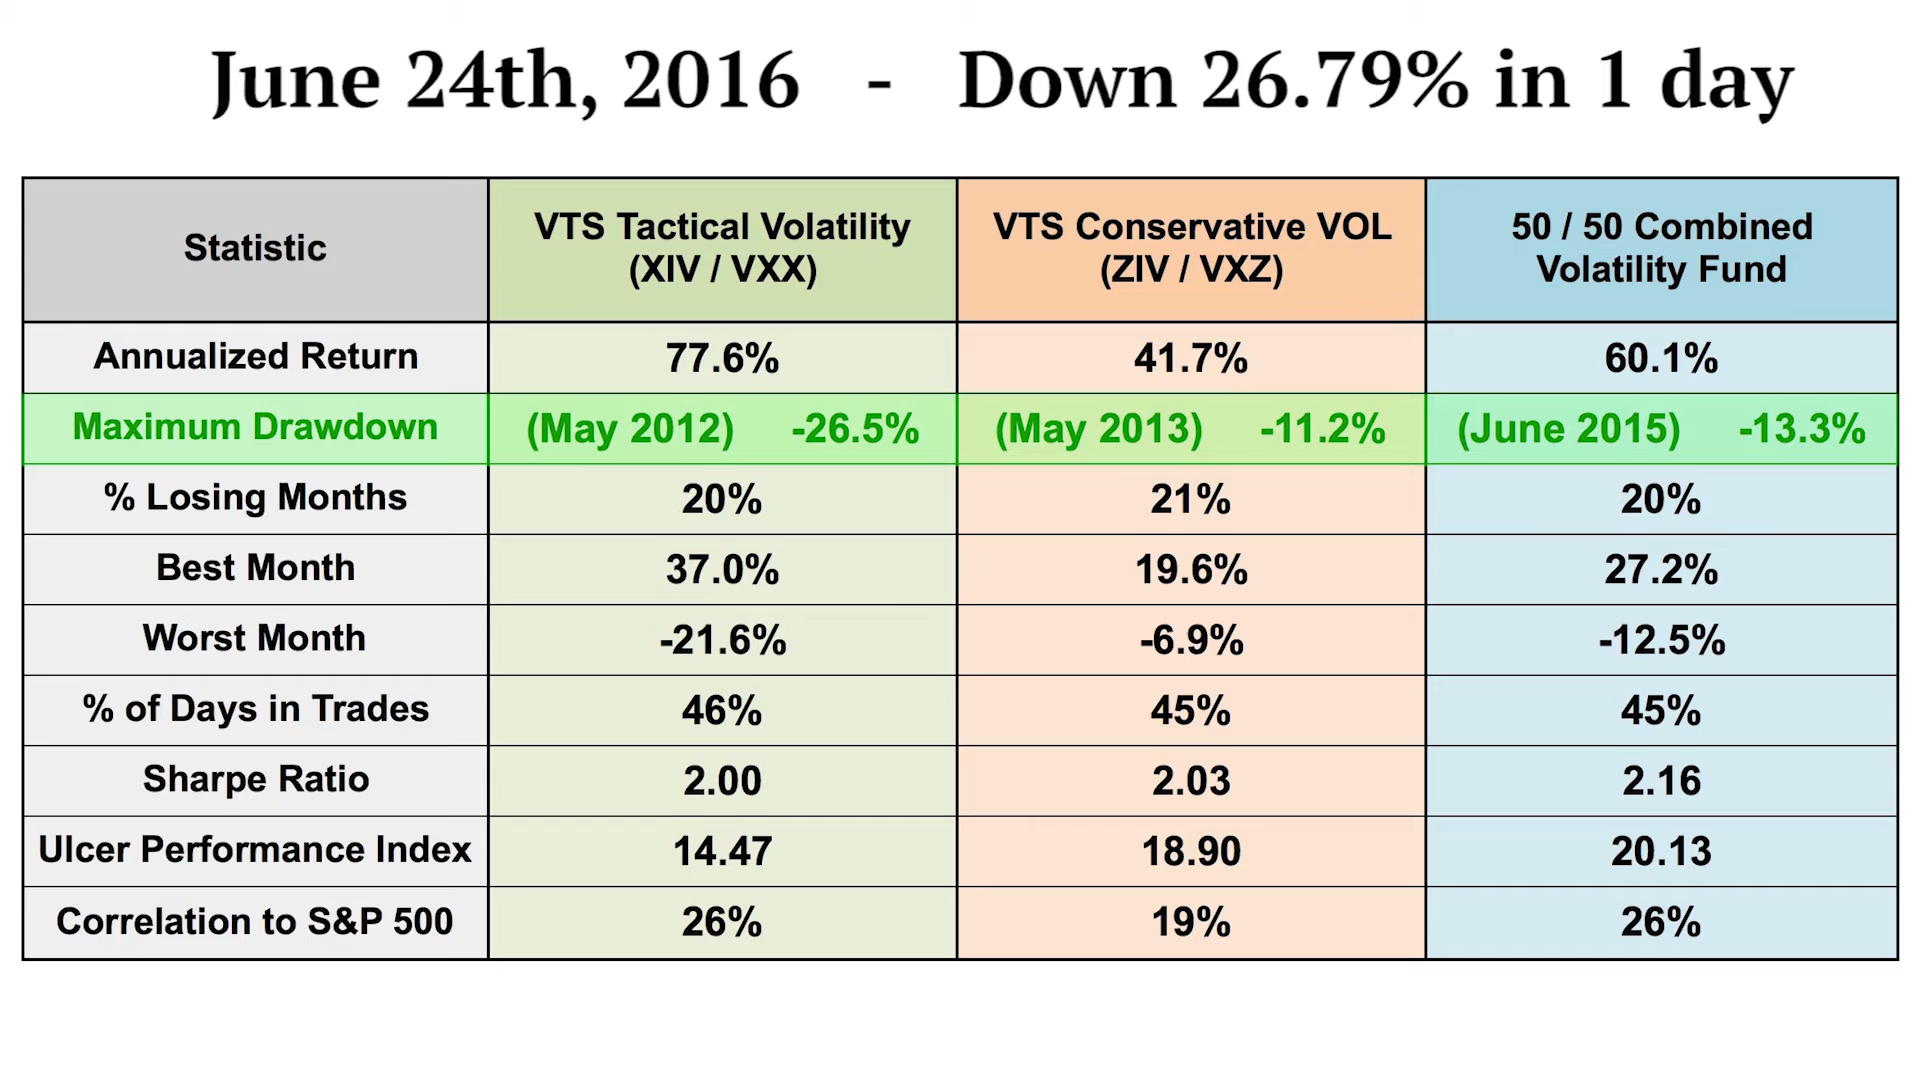 June 24th, 2016 - Down 26.79% in 1 day
Statistic
VTS Tactical Volatility
(XIV / VXX)
VTS Conservative VOL
(ZIV / VXZ)
50 / 50 Combined
Volatility Fund
Annualized Return 77.6% 41.7% 60.1%
Maximum Drawdown (May 2012) -26.5% (May 2013) -11.2% (June 2015) -13.3%
% Losing Months 20% 21% 20%
Best Month 37.0% 19.6% 27.2%
Worst Month -21.6% -6.9% -12.5%
% of Days in Trades 46% 45% 45%
Sharpe Ratio 2.00 2.03 2.16
Ulcer Performance Index 14.47 18.90 20.13
Correlation to S&P 500 26% 19% 26%